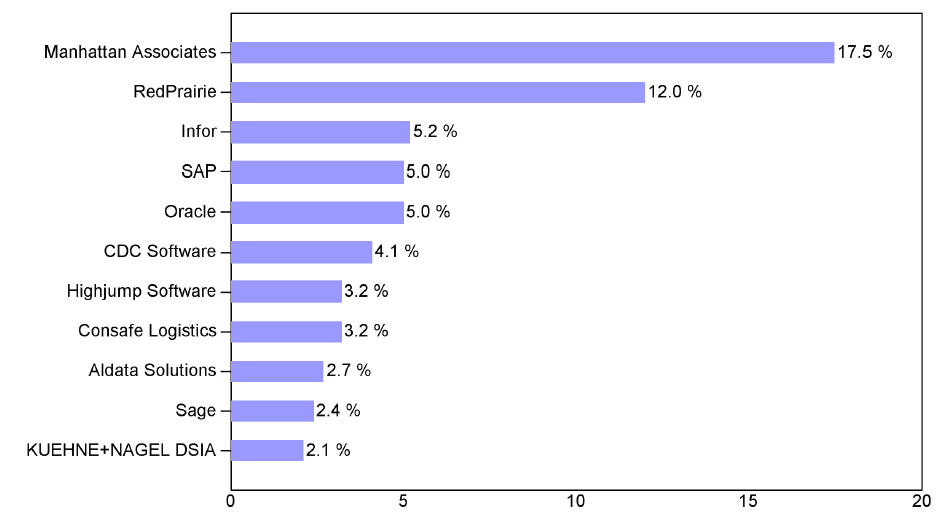 Manhattan Associates 17.5 %
RedPrairie 12.0 %
Infor 5.2 %
SAP 5.0 %
Oracle 5.0 %
CDC Software 4.1 %
Highjump Software 3.2 %
Consafe Logistics 3.2 %
Aldata Solutions 2.7 %
Sage 2.4 %
KUEHNE+NAGEL DSIA 2.1 %
0 5 10 15 20